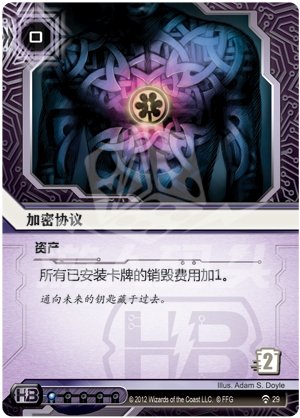 0
加密协议
资产
所有已安装卡牌的销毁费用加1。
通向未来的钥匙藏于过去。
2
Illus. Adam S. Doyle
HB
© 2012 Wizards of the Coast LLC. © FFG
29